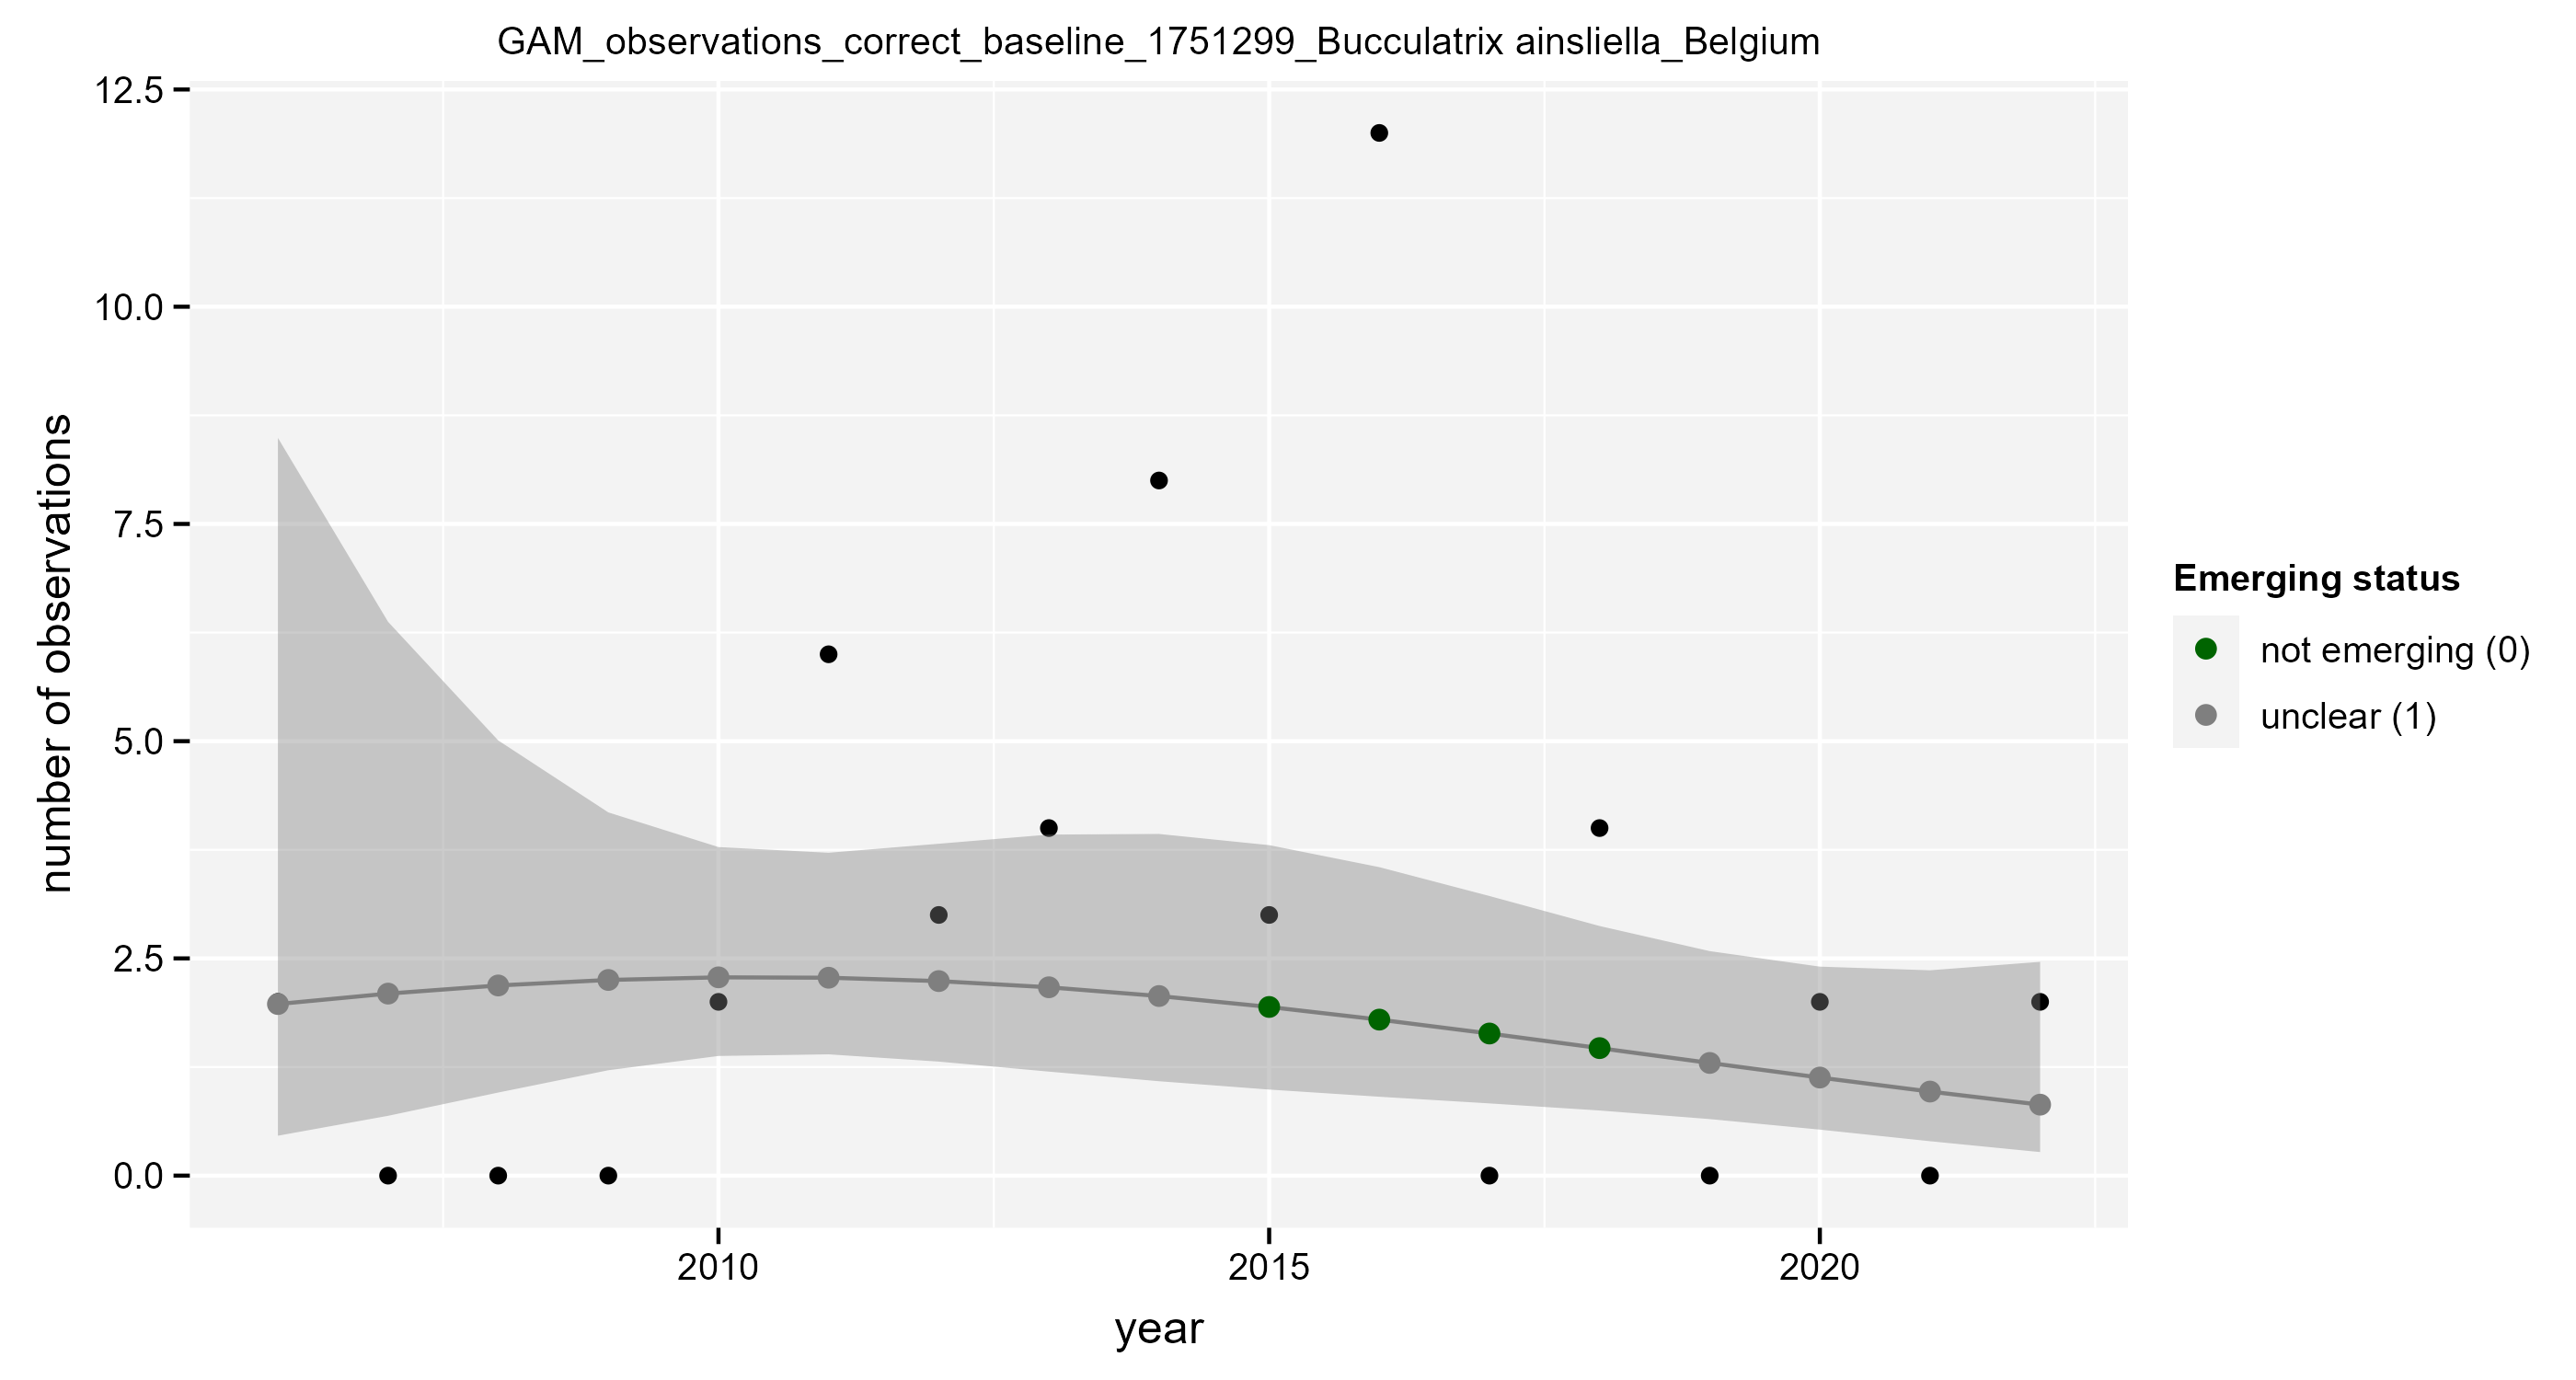 GAM_observations_correct_baseline_1751299_Bucculatrix ainsliella_Belgium
12.5
10.0
7.5
5.0
2.5
0.0
number of observations
2010
2015
2020
year
Emerging status
not emerging (0)
unclear (1)